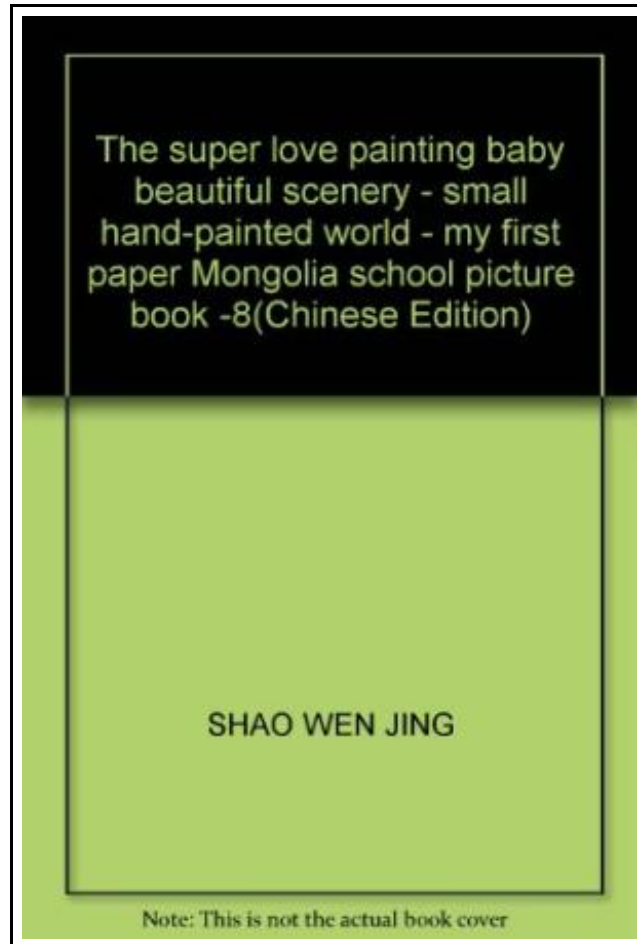 The super love painting baby
beautiful scenery - small
hand-painted world - my first
paper Mongolia school picture
book -8(Chinese Edition)
SHAO WEN JING
Note: This is not the actual book cover